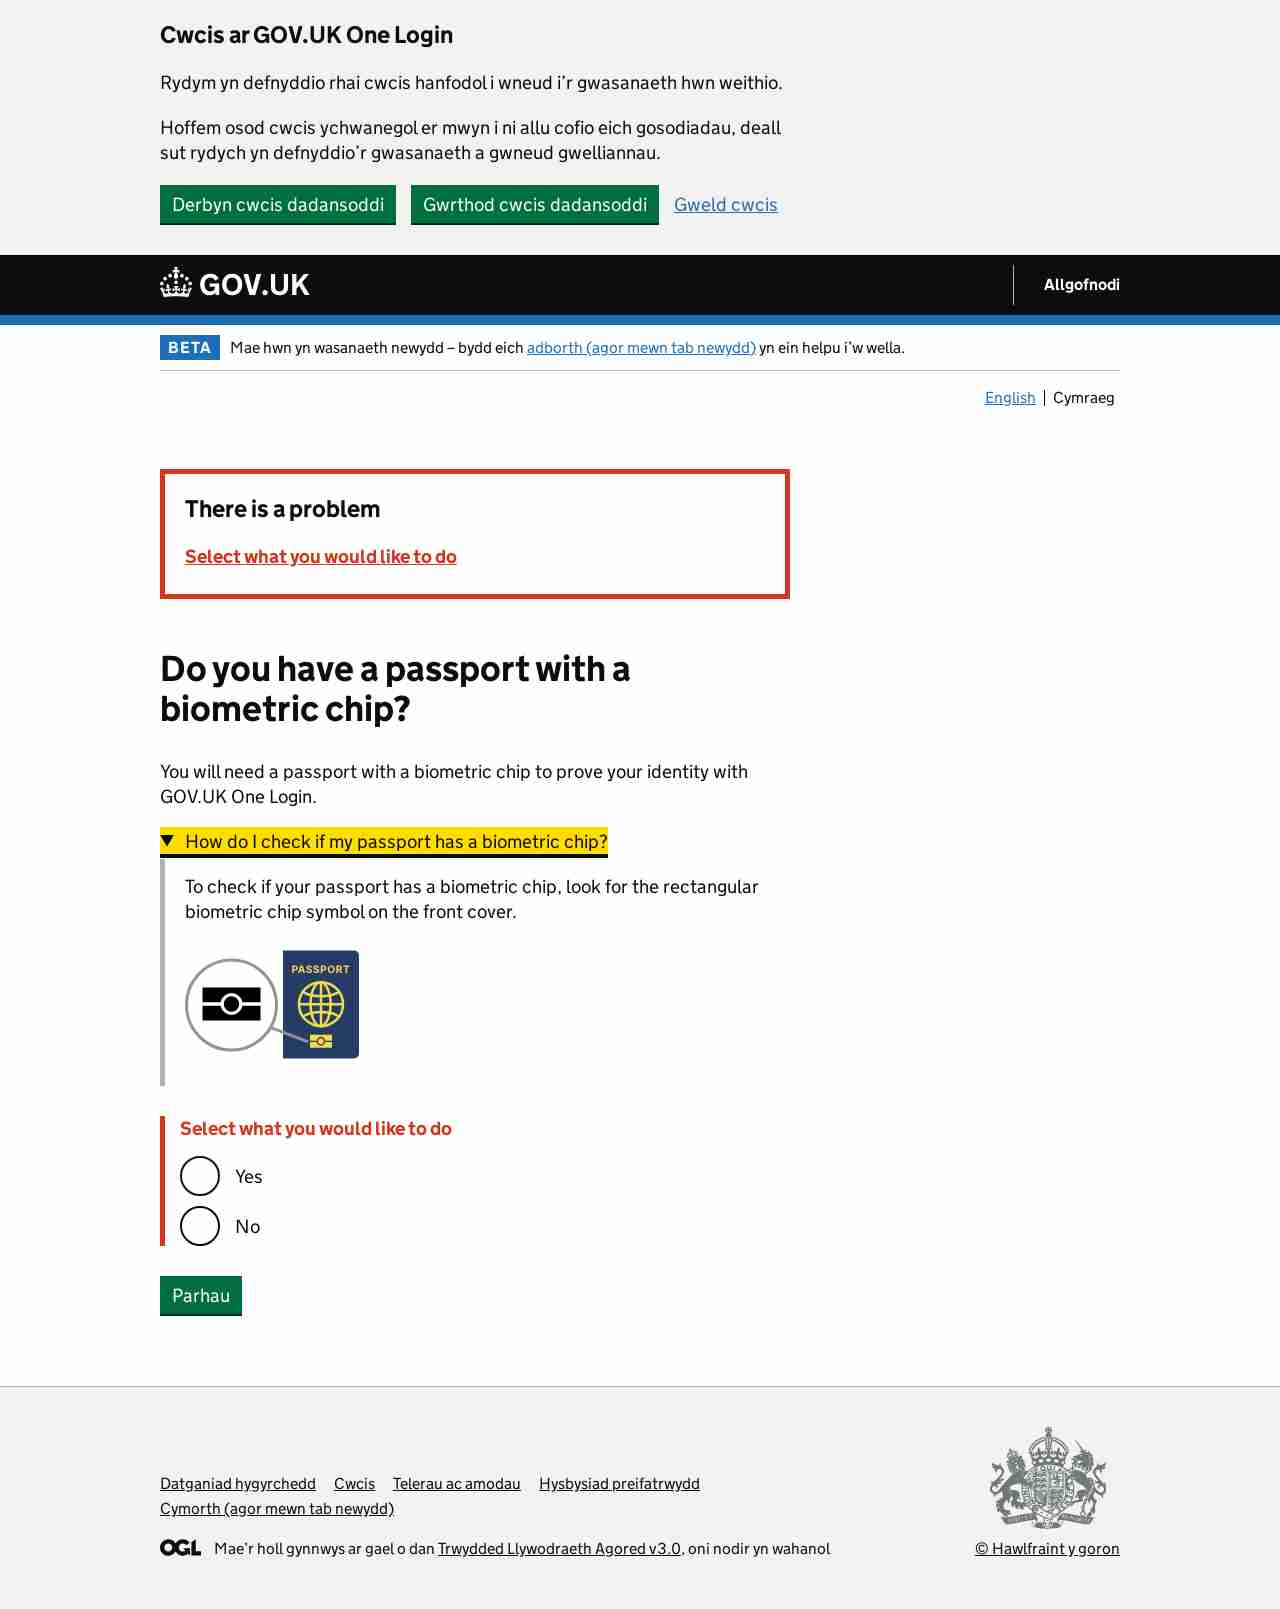 Cwcis ar GOV.UK One Login
Rydym yn defnyddio rhai cwcis hanfodol i wneud i’r gwasanaeth hwn weithio.
Hoffem osod cwcis ychwanegol er mwyn i ni allu cofio eich gosodiadau, deall
sut rydych yn defnyddio’r gwasanaeth a gwneud gwelliannau.
Derbyn cwcis dadansoddi Gwrthod cwcis dadansoddi Gweld cwcis
GOV.UK Allgofnodi
BETA Mae hwn yn wasanaeth newydd – bydd eich adborth (agor mewn tab newydd) yn ein helpu i’w wella.
English Cymraeg
There is a problem
Select what you would like to do
Do you have a passport with a
biometric chip?
You will need a passport with a biometric chip to prove your identity with
GOV.UK One Login.
How do I check if my passport has a biometric chip?
To check if your passport has a biometric chip, look for the rectangular
biometric chip symbol on the front cover.
PASSPORT
Select what you would like to do
Yes
No
Parhau
Datganiad hygyrchedd Cwcis Telerau ac amodau Hysbysiad preifatrwydd
Cymorth (agor mewn tab newydd)
OGL Mae’r holl gynnwys ar gael o dan Trwydded Llywodraeth Agored v3.0, oni nodir yn wahanol
© Hawlfraint y goron